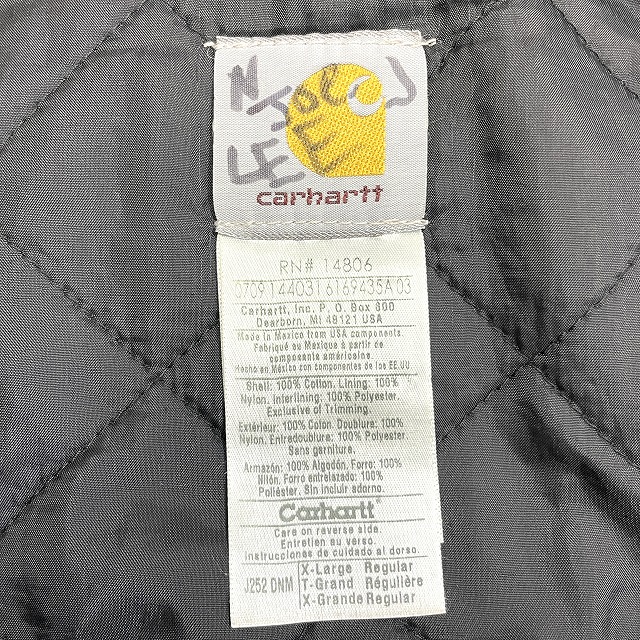 LEE
carhartt
RN# 14806
0709144031616 9435A 03
Carhartt, Inc. P. O. Box 600
Dearborn, MI 48121 USA
Made in Mexico from USA components.
Fabriqué au Mexique à partir de
composants américains.
Hecho en México con componentes de los EE.UU.
Shell: 100% Cotton. Lining: 100%
Nylon. Interlining: 100% Polyester.
Exclusive of Trimming.
Extérieur: 100% Coton. Doublure: 100%
Nylon. Entredoublure: 100% Polyester.
Sans garniture.
Armazón: 100% Algodón. Forro: 100%
Nilón. Forro entrelazado: 100%
Poliéster. Sin incluir adorno.
Carhartt
Care on reverse side.
Entretien au verso.
Instrucciones de cuidado al dorso.
J252 DNM
X-Large Regular
T-Grand Régulière
X-Grande Regular